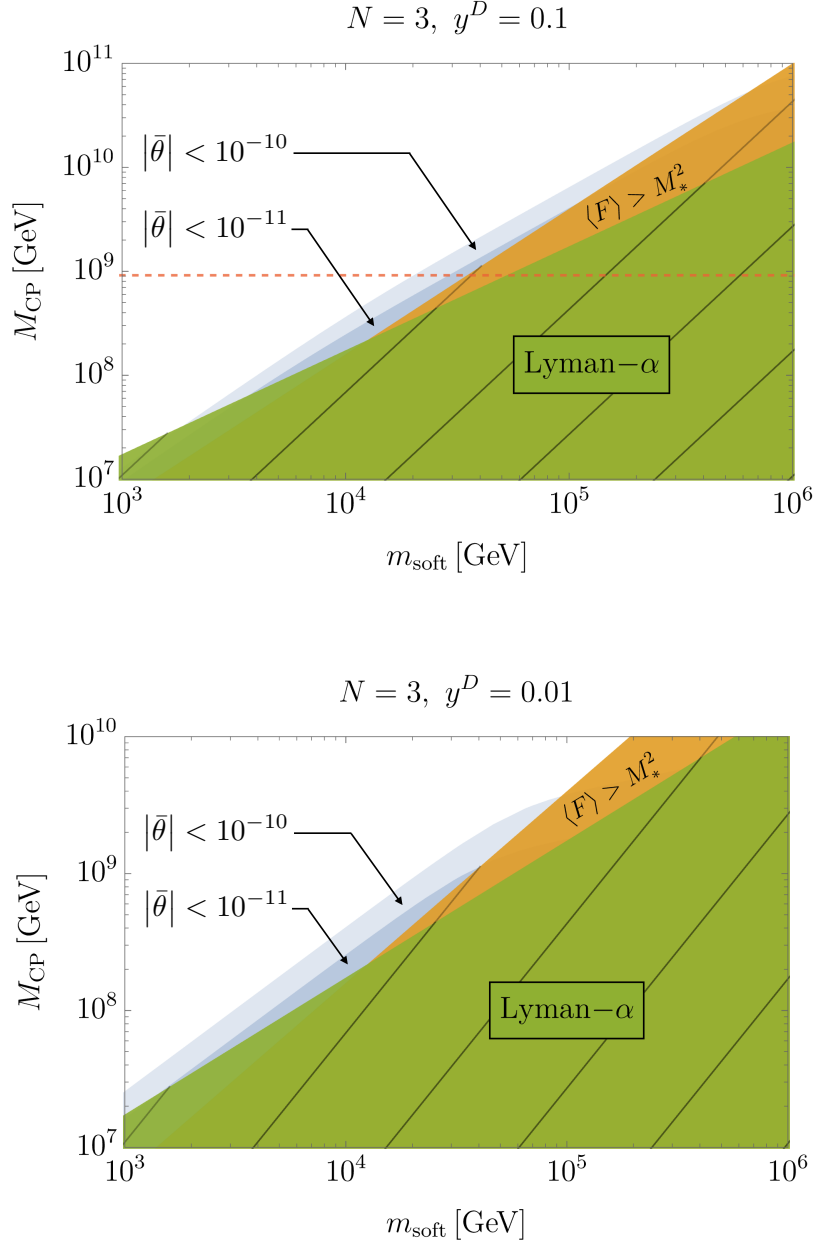 N = 3, y^D = 0.1
10^11
10^10
10^9
10^8
10^7
M_CP [GeV]
|θ̄| < 10^−10
|θ̄| < 10^−11
⟨F⟩ > M_*^2
Lyman−α
10^3 10^4 10^5 10^6
m_soft [GeV]
N = 3, y^D = 0.01
10^10
10^9
10^8
10^7
M_CP [GeV]
|θ̄| < 10^−10
|θ̄| < 10^−11
⟨F⟩ > M_*^2
Lyman−α
10^3 10^4 10^5 10^6
m_soft [GeV]